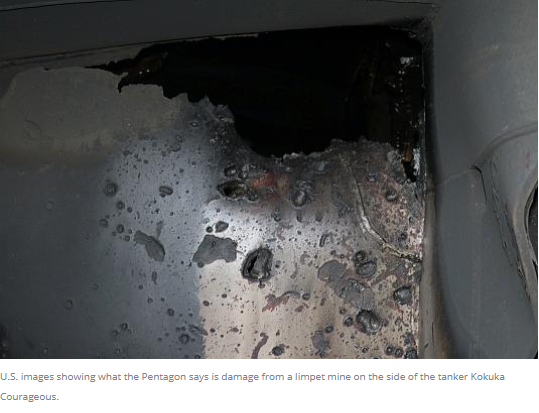 U.S. images showing what the Pentagon says is damage from a limpet mine on the side of the tanker Kokuka
Courageous.